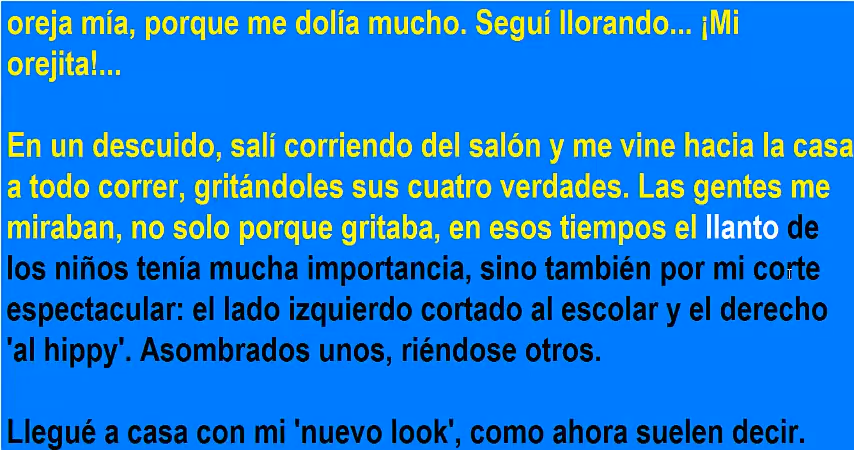 oreja mía, porque me dolía mucho. Seguí llorando... ¡Mi
orejita!...
En un descuido, salí corriendo del salón y me vine hacia la casa
a todo correr, gritándoles sus cuatro verdades. Las gentes me
miraban, no solo porque gritaba, en esos tiempos el llanto de
los niños tenía mucha importancia, sino también por mi corte
espectacular: el lado izquierdo cortado al escolar y el derecho
'al hippy'. Asombrados unos, riéndose otros.
Llegué a casa con mi 'nuevo look', como ahora suelen decir.